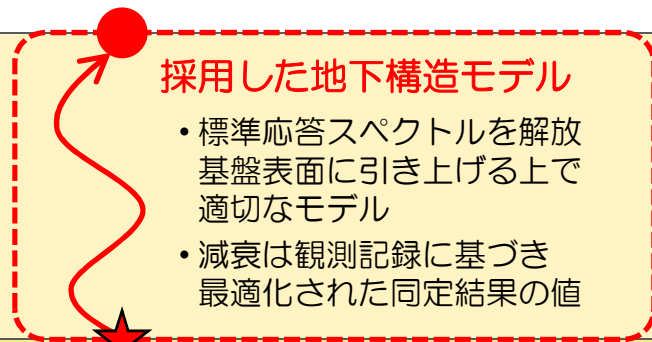 採用した地下構造モデル
・標準応答スペクトルを解放
基盤表面に引き上げる上で
適切なモデル
・減衰は観測記録に基づき
最適化された同定結果の値